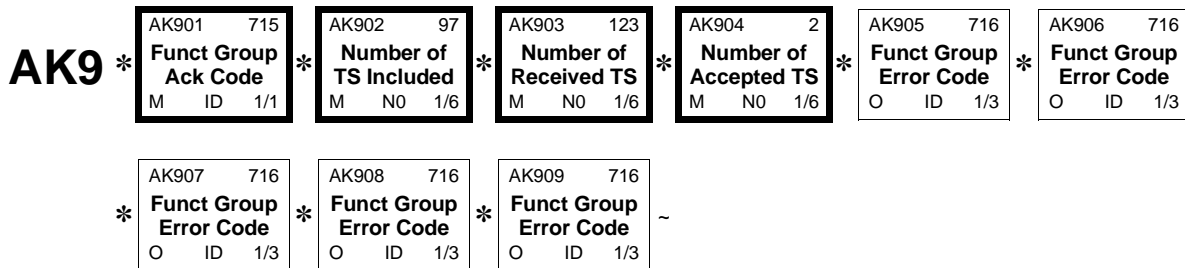 AK901 715 AK902 97 AK903 123 AK904 2 AK905 716 AK906 716
AK9 * Funct Group * Number of * Number of * Number of * Funct Group * Funct Group
Ack Code TS Included Received TS Accepted TS Error Code Error Code
M ID 1/1 M N0 1/6 M N0 1/6 M N0 1/6 O ID 1/3 O ID 1/3
AK907 716 AK908 716 AK909 716
* Funct Group * Funct Group * Funct Group ~
Error Code Error Code Error Code
O ID 1/3 O ID 1/3 O ID 1/3